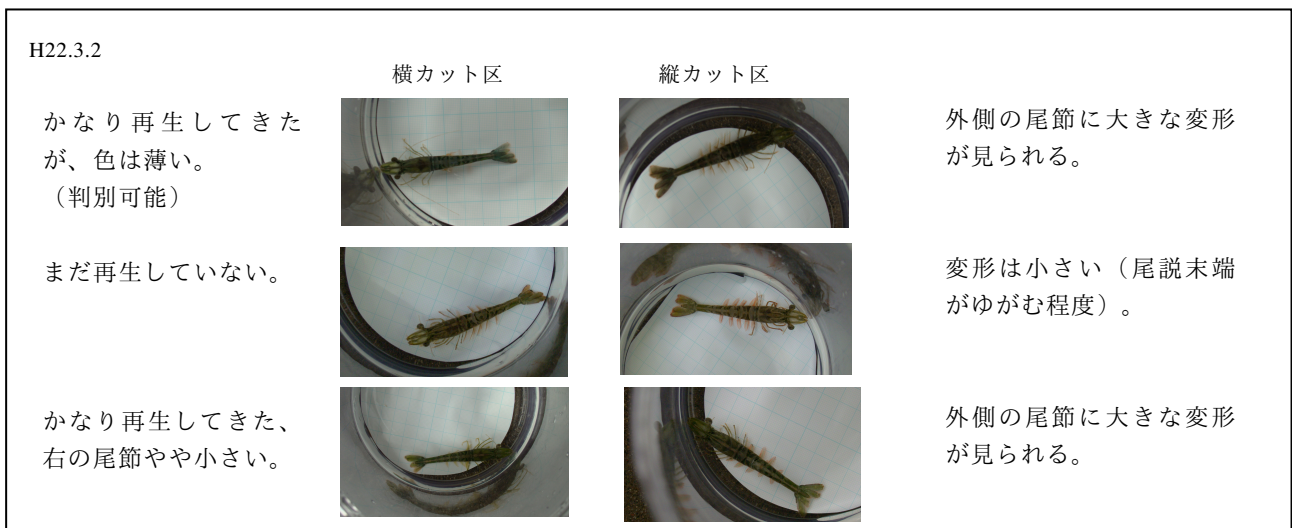 H22.3.2
横カット区
縦カット区
かなり再生してきた
が、色は薄い。
（判別可能）
外側の尾節に大きな変形
が見られる。
まだ再生していない。
変形は小さい（尾説末端
がゆがむ程度）。
かなり再生してきた、
右の尾節やや小さい。
外側の尾節に大きな変形
が見られる。